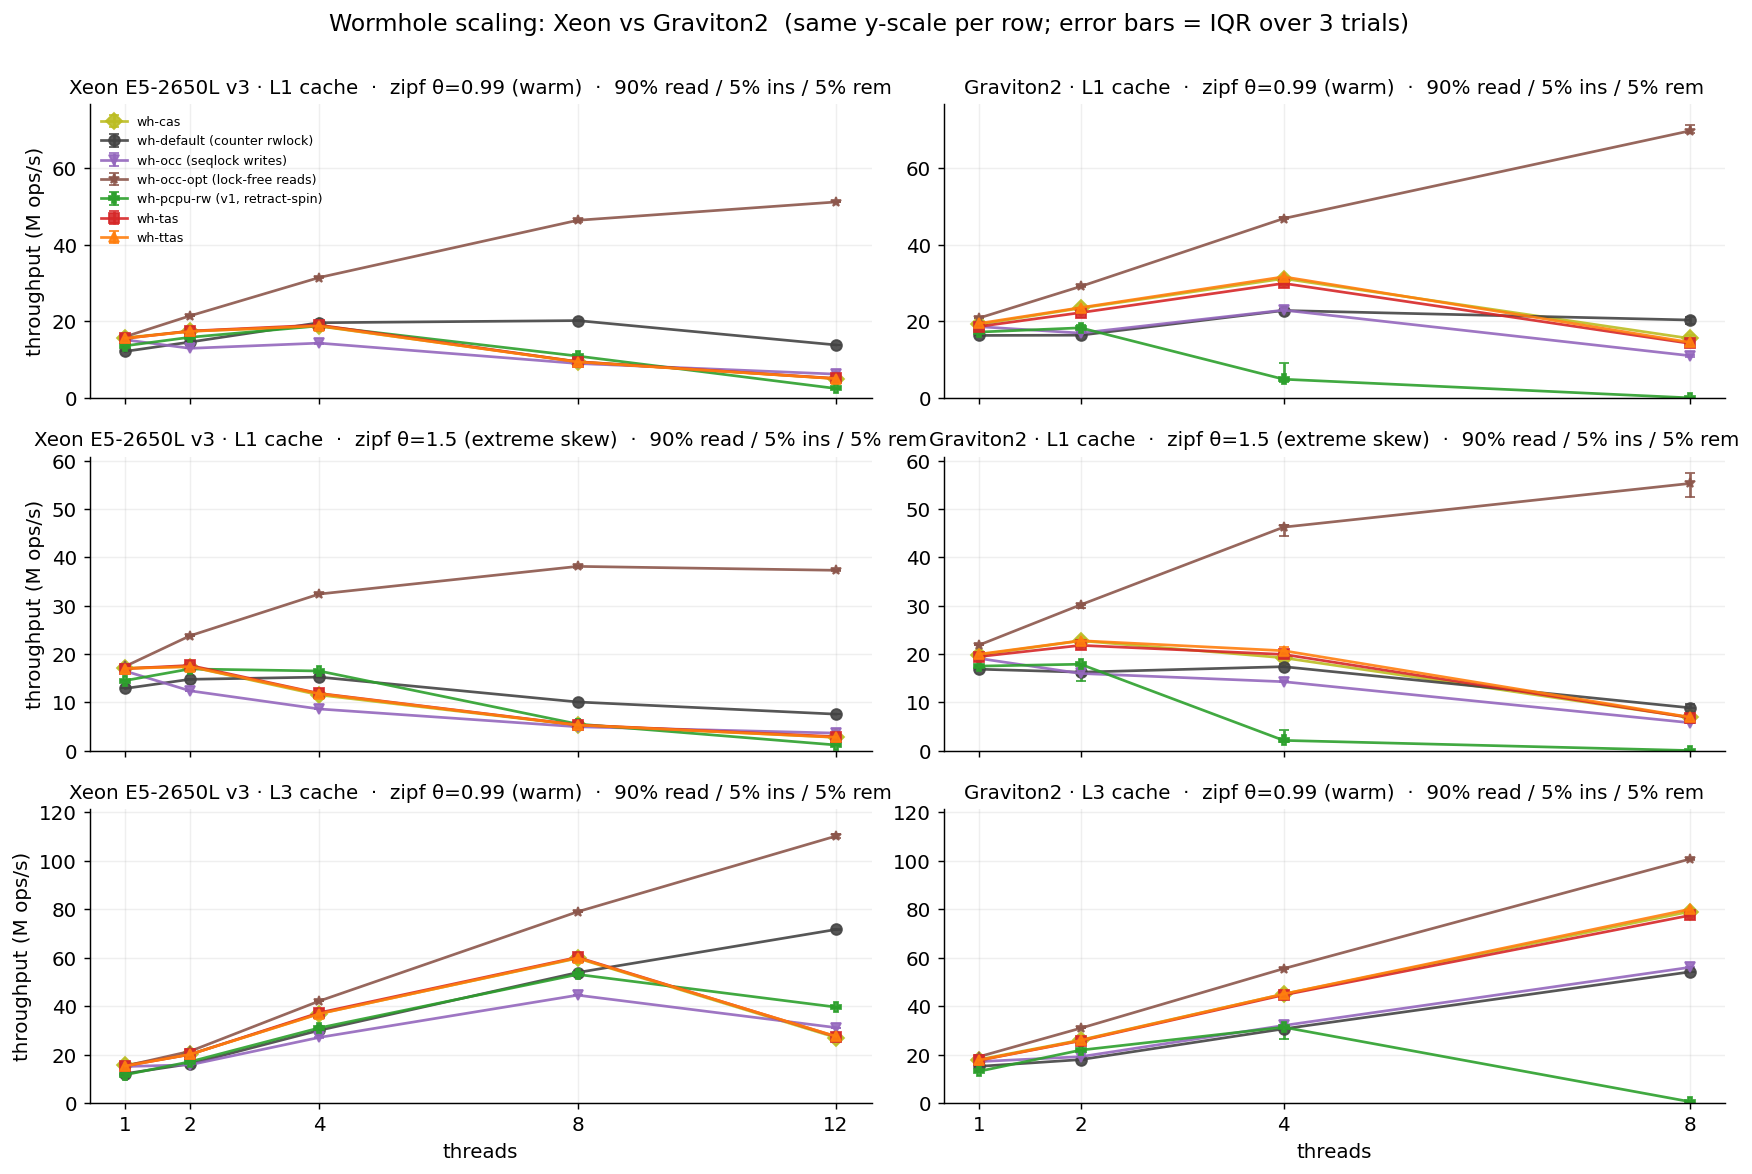 Wormhole scaling: Xeon vs Graviton2  (same y-scale per row; error bars = IQR over 3 trials)
Xeon E5-2650L v3 · L1 cache  ·  zipf θ=0.99 (warm)  ·  90% read / 5% ins / 5% rem
throughput (M ops/s)
60
40
20
0
wh-cas
wh-default (counter rwlock)
wh-occ (seqlock writes)
wh-occ-opt (lock-free reads)
wh-pcpu-rw (v1, retract-spin)
wh-tas
wh-ttas
Graviton2 · L1 cache  ·  zipf θ=0.99 (warm)  ·  90% read / 5% ins / 5% rem
60
40
20
0
Xeon E5-2650L v3 · L1 cache  ·  zipf θ=1.5 (extreme skew)  ·  90% read / 5% ins / 5% rem
throughput (M ops/s)
60
50
40
30
20
10
0
Graviton2 · L1 cache  ·  zipf θ=1.5 (extreme skew)  ·  90% read / 5% ins / 5% rem
60
50
40
30
20
10
0
Xeon E5-2650L v3 · L3 cache  ·  zipf θ=0.99 (warm)  ·  90% read / 5% ins / 5% rem
throughput (M ops/s)
120
100
80
60
40
20
0
1 2 4 8 12
threads
Graviton2 · L3 cache  ·  zipf θ=0.99 (warm)  ·  90% read / 5% ins / 5% rem
120
100
80
60
40
20
0
1 2 4 8
threads